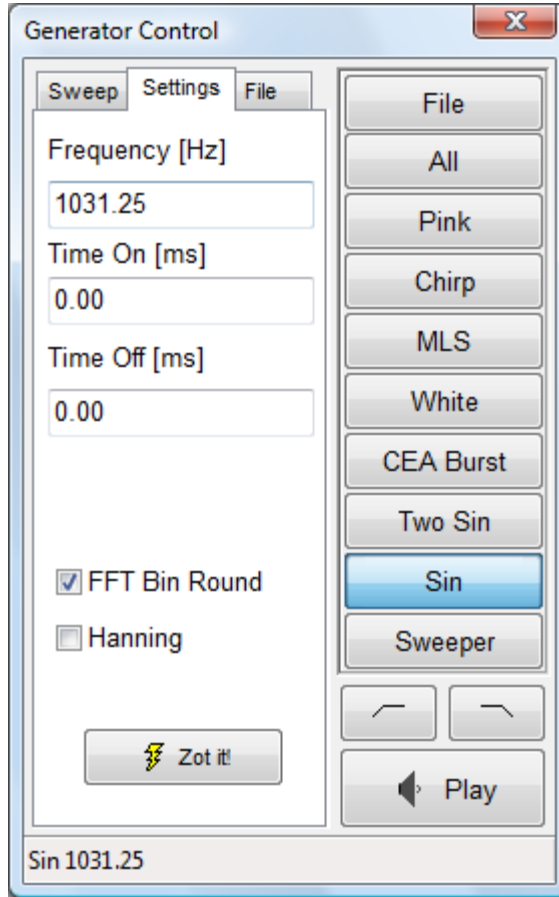 Generator Control
Sweep
Settings
File
Frequency [Hz]
1031.25
Time On [ms]
0.00
Time Off [ms]
0.00
FFT Bin Round
Hanning
Zot it!
File
All
Pink
Chirp
MLS
White
CEA Burst
Two Sin
Sin
Sweeper
Play
Sin 1031.25